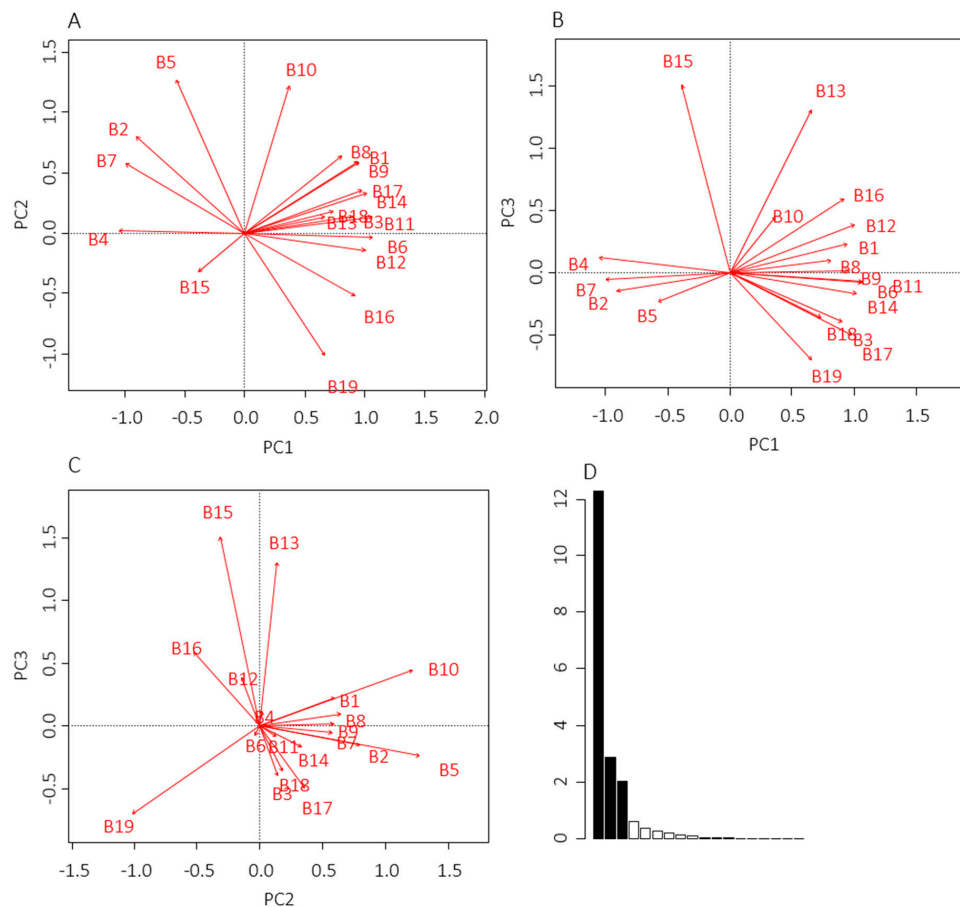 A
1.5
1.0
0.5
0.0
-0.5
-1.0
PC2
B5
B10
B2
B7
B8
B1
B9
B17
B14
B18
B13
B3
B11
B4
B6
B12
B15
B16
B19
-1.0
-0.5
0.0
0.5
1.0
1.5
2.0
PC1
B
1.5
1.0
0.5
0.0
-0.5
PC3
B15
B13
B16
B10
B12
B1
B4
B8
B9
B7
B6
B11
B2
B14
B5
B18
B3
B17
B19
-1.0
-0.5
0.0
0.5
1.0
1.5
PC1
C
1.5
1.0
0.5
0.0
-0.5
PC3
B15
B13
B16
B12
B10
B1
B4
B8
B9
B6
B11
B7
B14
B2
B5
B18
B3
B17
B19
-1.5
-1.0
-0.5
0.0
0.5
1.0
1.5
PC2
D
12
10
8
6
4
2
0